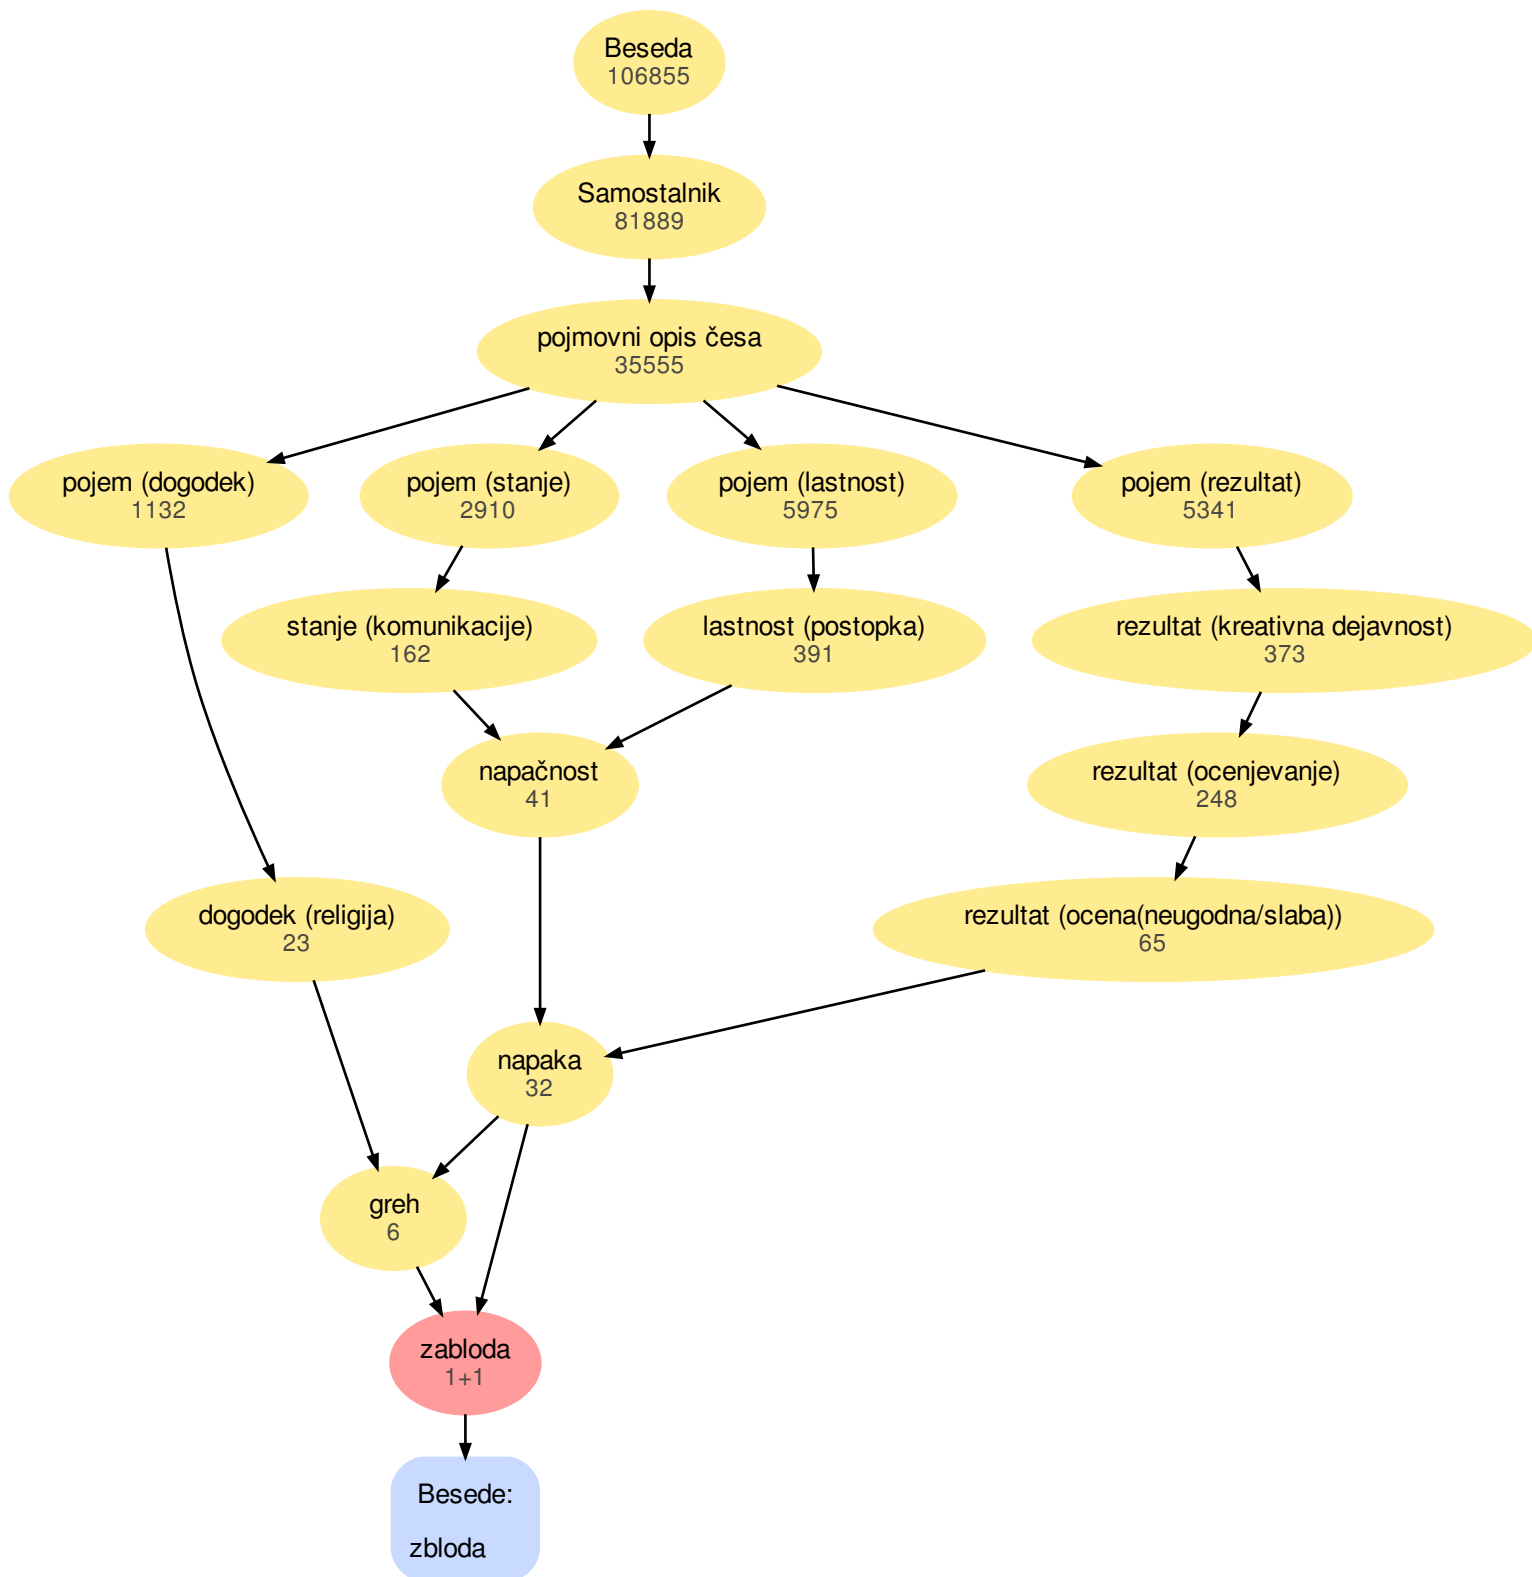 Beseda
106855
Samostalnik
81889
pojmovni opis česa
35555
pojem (dogodek)
1132
pojem (stanje)
2910
pojem (lastnost)
5975
pojem (rezultat)
5341
stanje (komunikacije)
162
lastnost (postopka)
391
rezultat (kreativna dejavnost)
373
napačnost
41
rezultat (ocenjevanje)
248
dogodek (religija)
23
rezultat (ocena(neugodna/slaba))
65
napaka
32
greh
6
zabloda
1+1
Besede:
zbloda